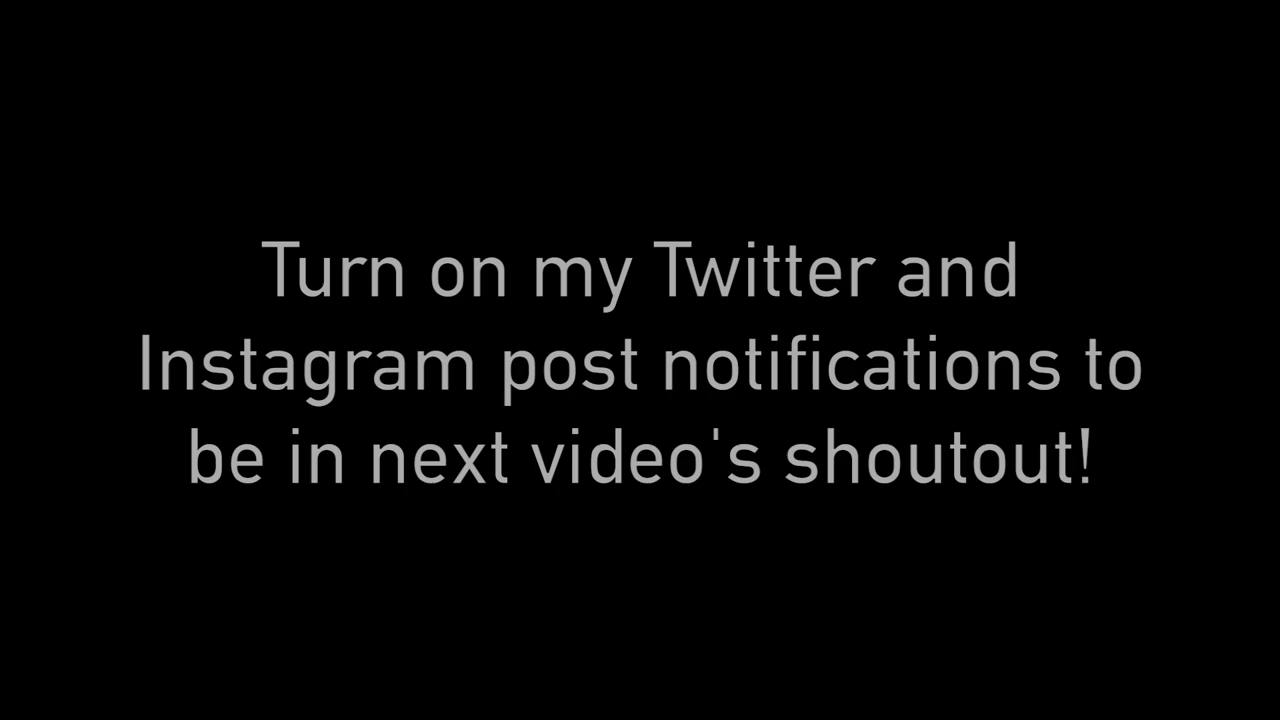 Turn on my Twitter and
Instagram post notifications to
be in next video's shoutout!